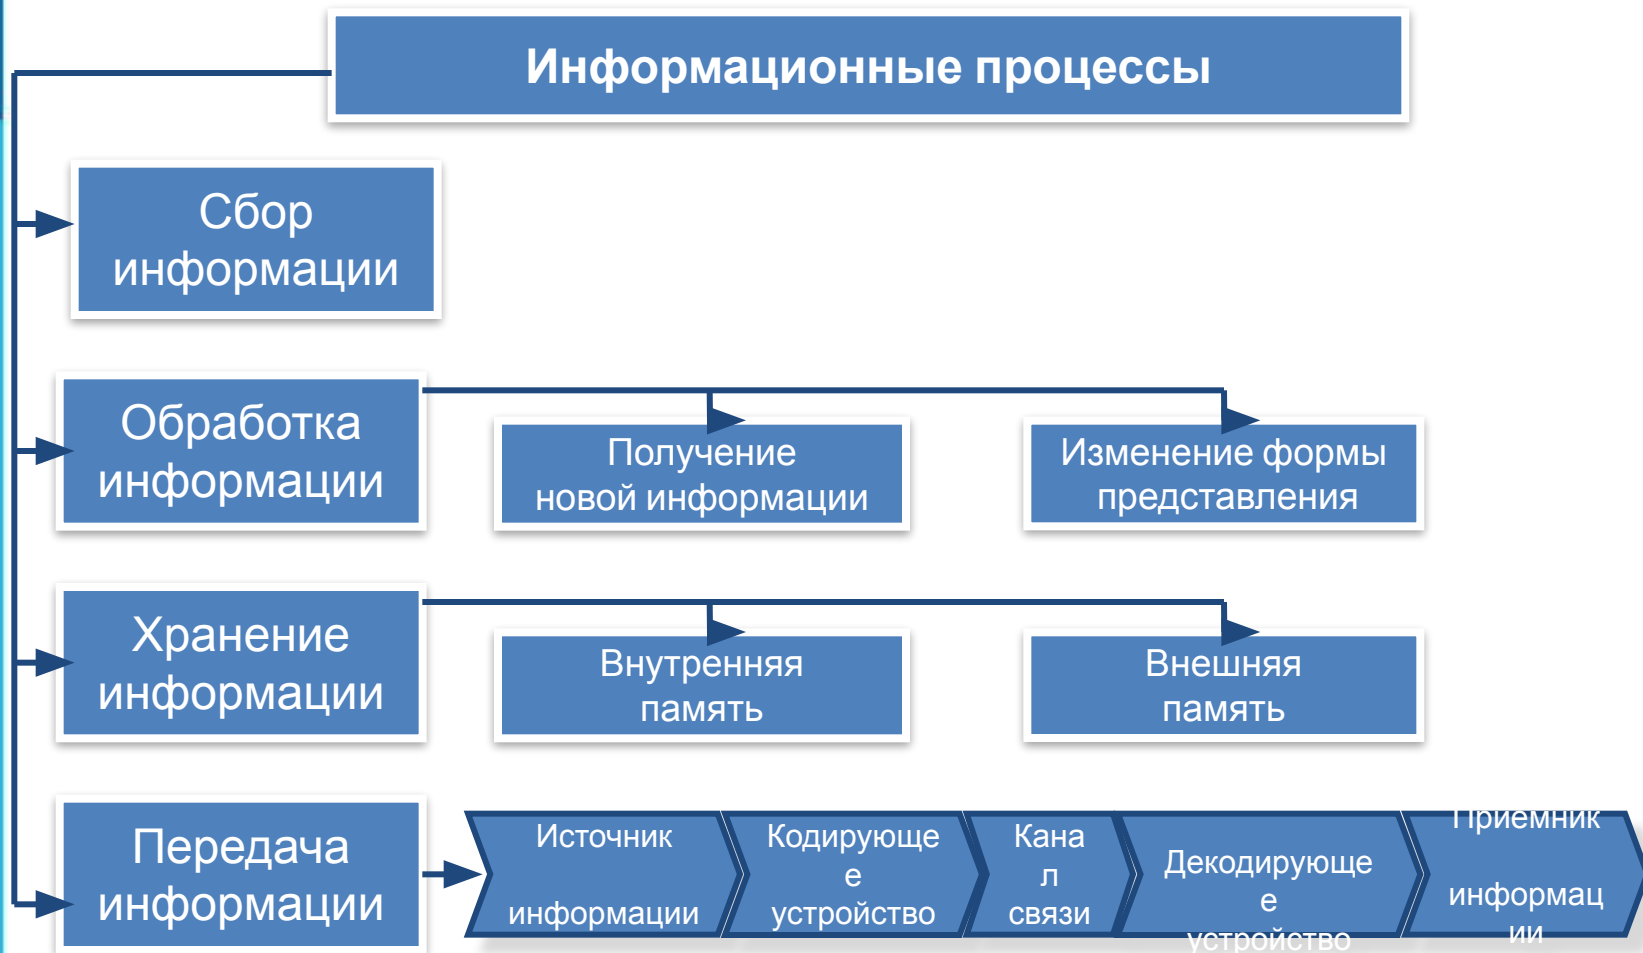 Информационные процессы
Сбор
информации
Обработка
информации
Получение
новой информации
Изменение формы
представления
Хранение
информации
Внутренняя
память
Внешняя
память
Передача
информации
Источник
информации
Кодирующе
е
устройство
Кана
л
связи
Декодирующе
е
устройство
Приемник
информац
ии